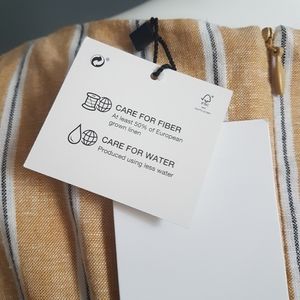 CARE FOR FIBER
At least 50% of European
grown linen
CARE FOR WATER
Produced using less water